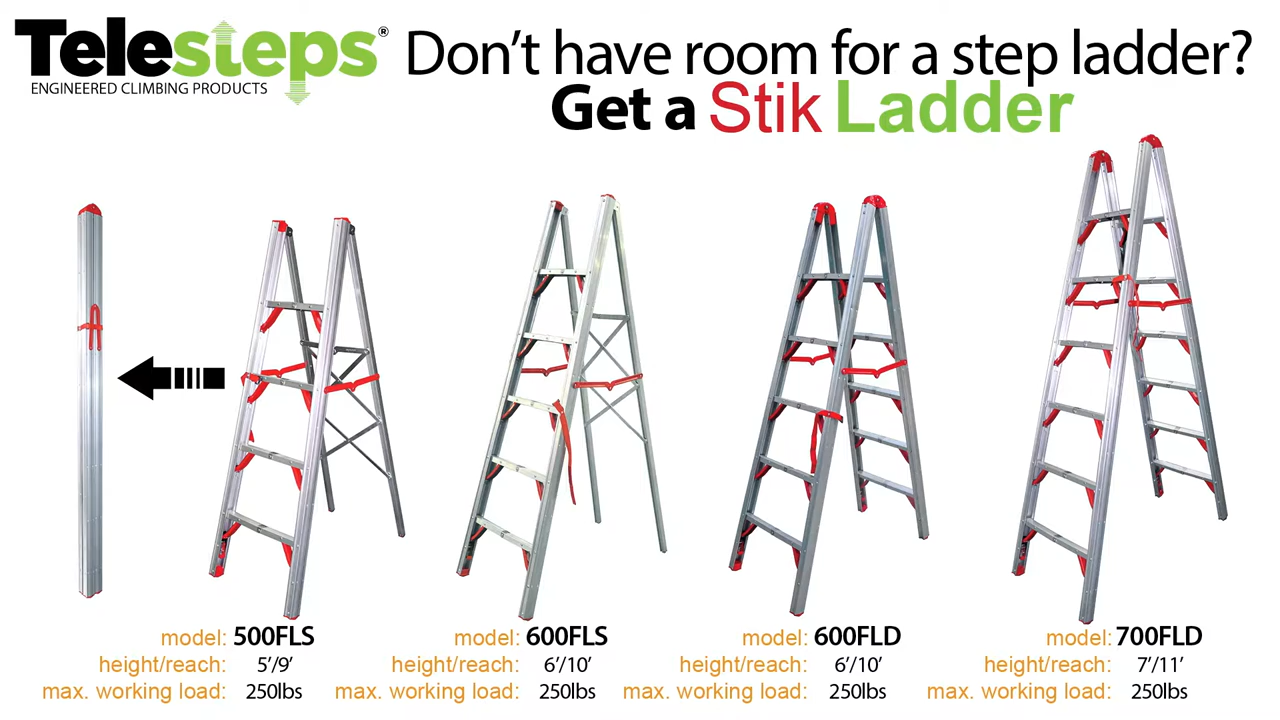 Telesteps®
ENGINEERED CLIMBING PRODUCTS
Don't have room for a step ladder?
Get a Stik Ladder
model: 500FLS
height/reach: 5'/9'
max. working load: 250lbs
model: 600FLS
height/reach: 6'/10'
max. working load: 250lbs
model: 600FLD
height/reach: 6'/10'
max. working load: 250lbs
model: 700FLD
height/reach: 7'/11'
max. working load: 250lbs